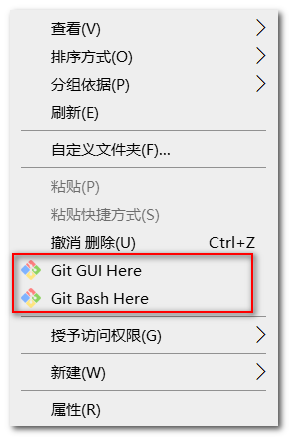 查看(V)
排序方式(O)
分组依据(P)
刷新(E)
自定义文件夹(F)...
粘贴(P)
粘贴快捷方式(S)
撤消 删除(U) Ctrl+Z
Git GUI Here
Git Bash Here
授予访问权限(G)
新建(W)
属性(R)